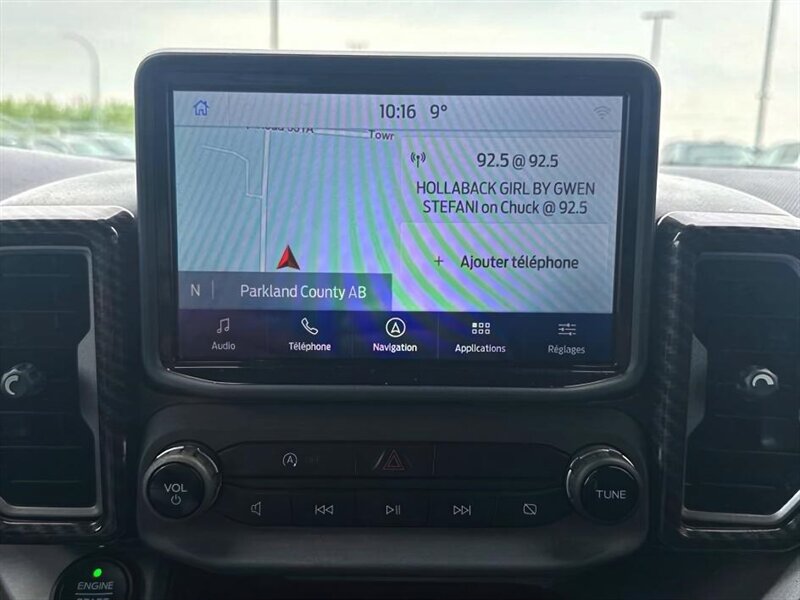 10:16 9°
Towr
92.5 @ 92.5
HOLLABACK GIRL BY GWEN
STEFANI on Chuck @ 92.5
+ Ajouter téléphone
N Parkland County AB
Audio Téléphone Navigation Applications Réglages
VOL
TUNE
ENGINE